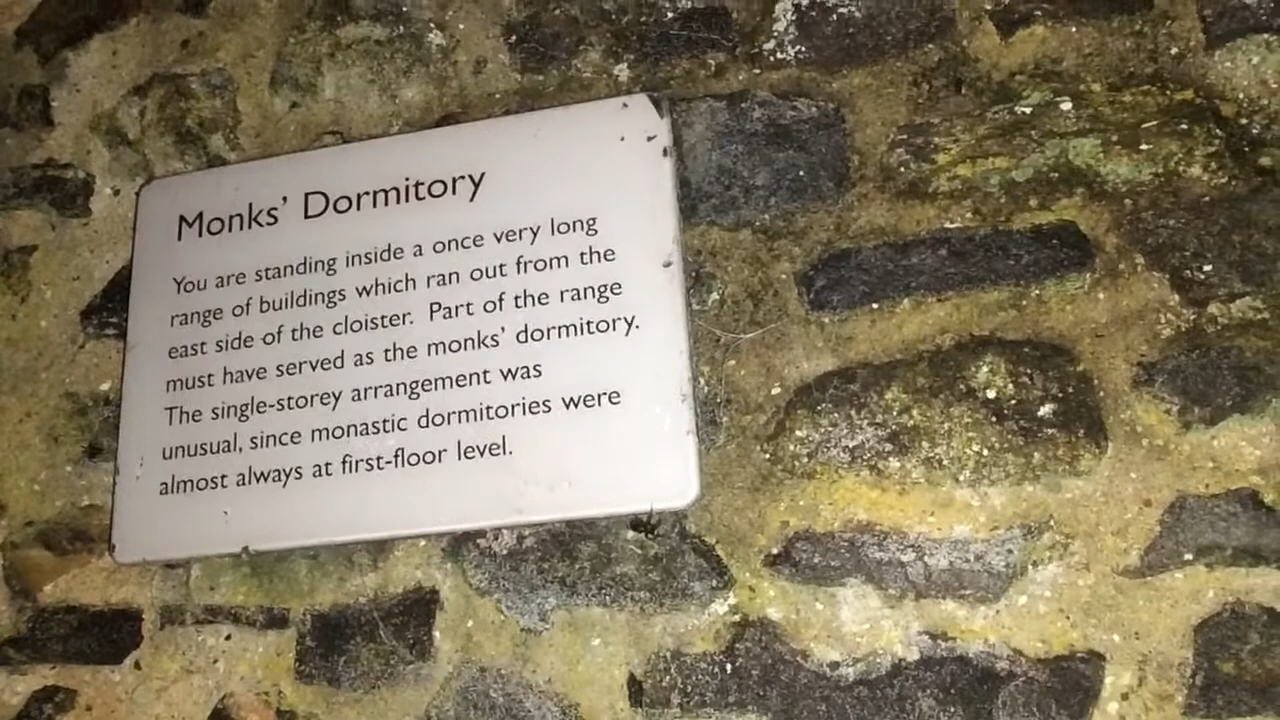 Monks' Dormitory
You are standing inside a once very long
range of buildings which ran out from the
east side of the cloister. Part of the range
must have served as the monks' dormitory.
The single-storey arrangement was
unusual, since monastic dormitories were
almost always at first-floor level.